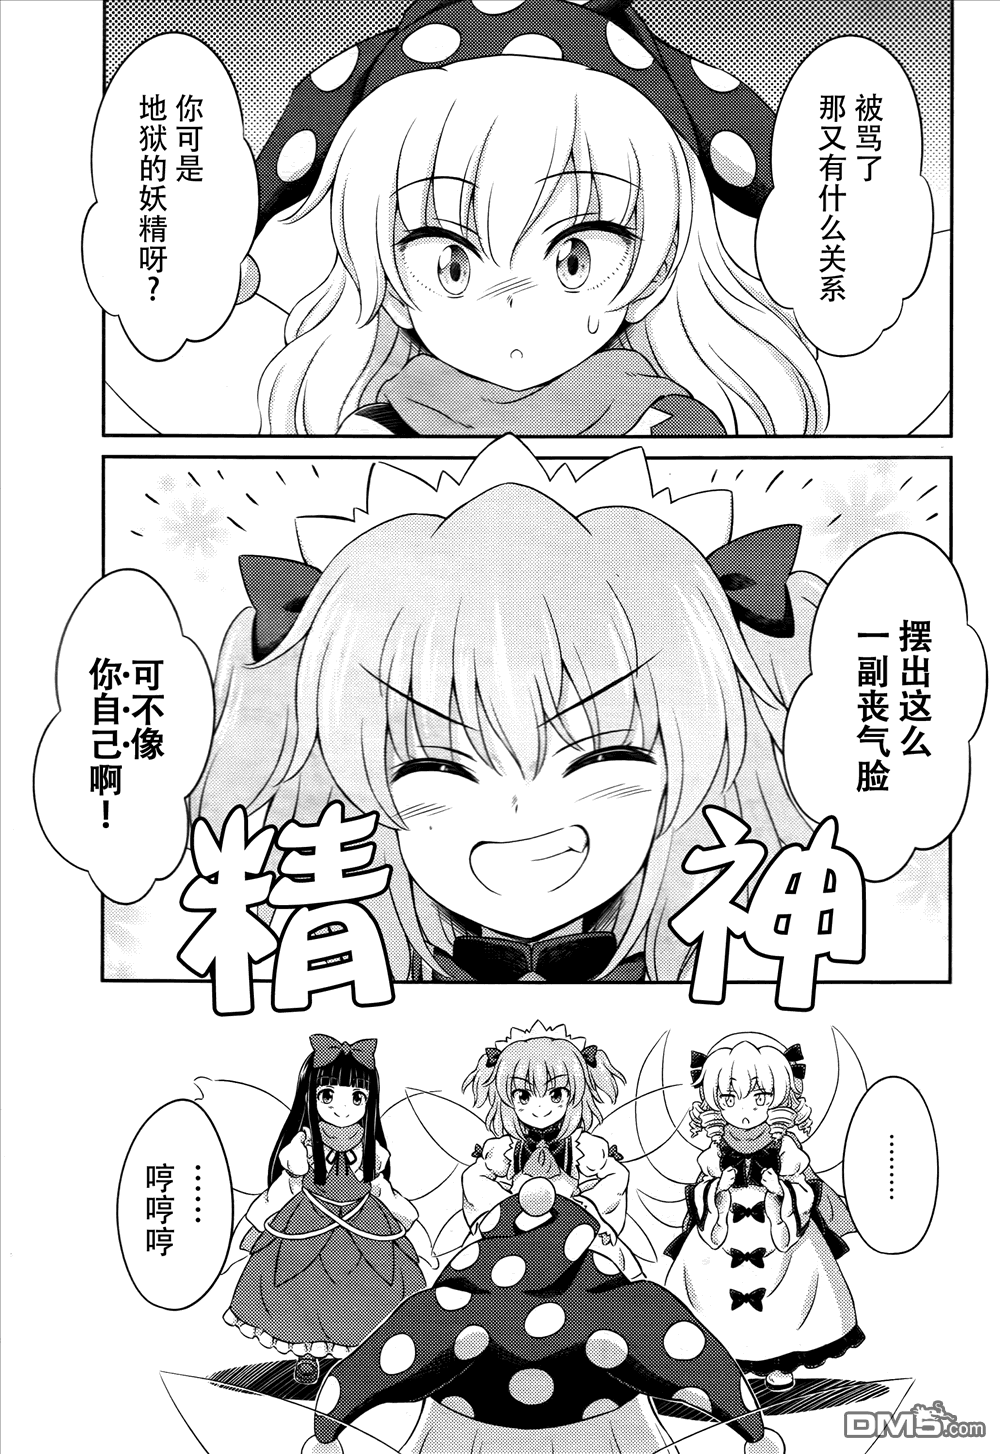 被骂了
那又有什么关系
你可是
地狱的妖精呀?
摆出这么
一副丧气脸
可不像
你自己啊！
精神
………
……
哼哼哼
DM5.com